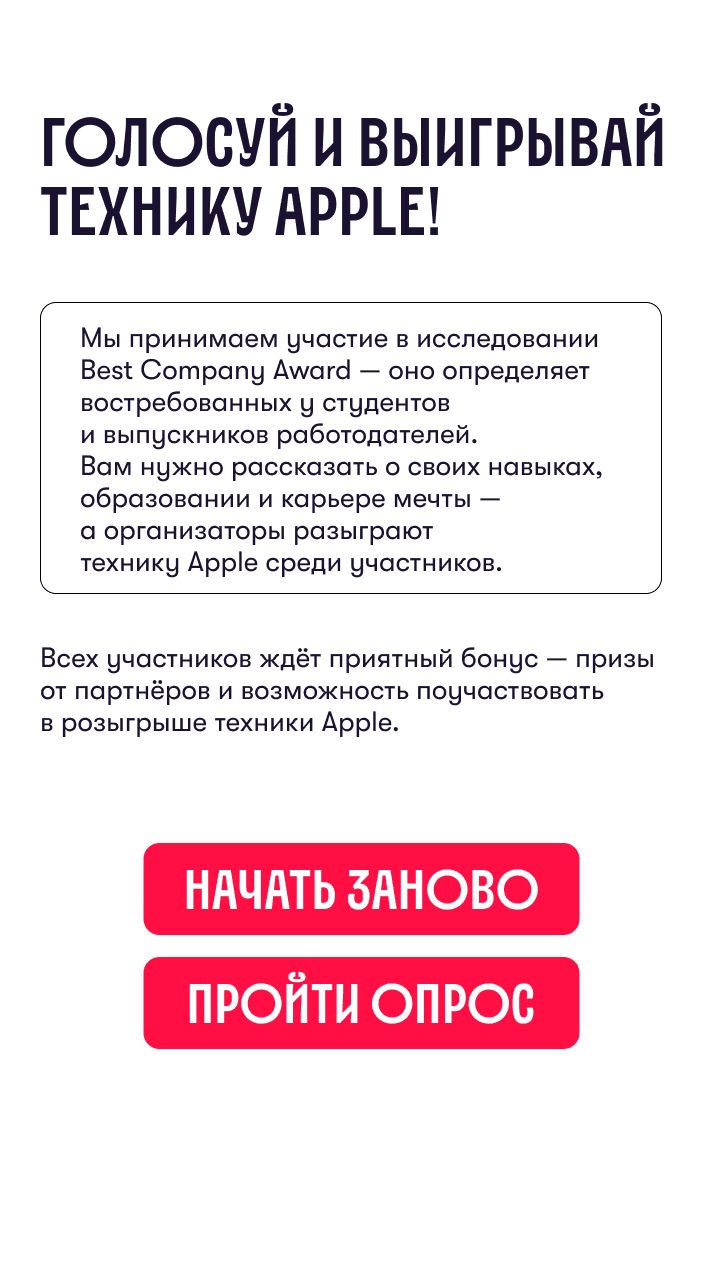 ГОЛОСУЙ И ВЫИГРЫВАЙ
ТЕХНИКУ APPLE!
Мы принимаем участие в исследовании
Best Company Award — оно определяет
востребованных у студентов
и выпускников работодателей.
Вам нужно рассказать о своих навыках,
образовании и карьере мечты —
а организаторы разыграют
технику Apple среди участников.
Всех участников ждёт приятный бонус — призы
от партнёров и возможность поучаствовать
в розыгрыше техники Apple.
НАЧАТЬ ЗАНОВО
ПРОЙТИ ОПРОС